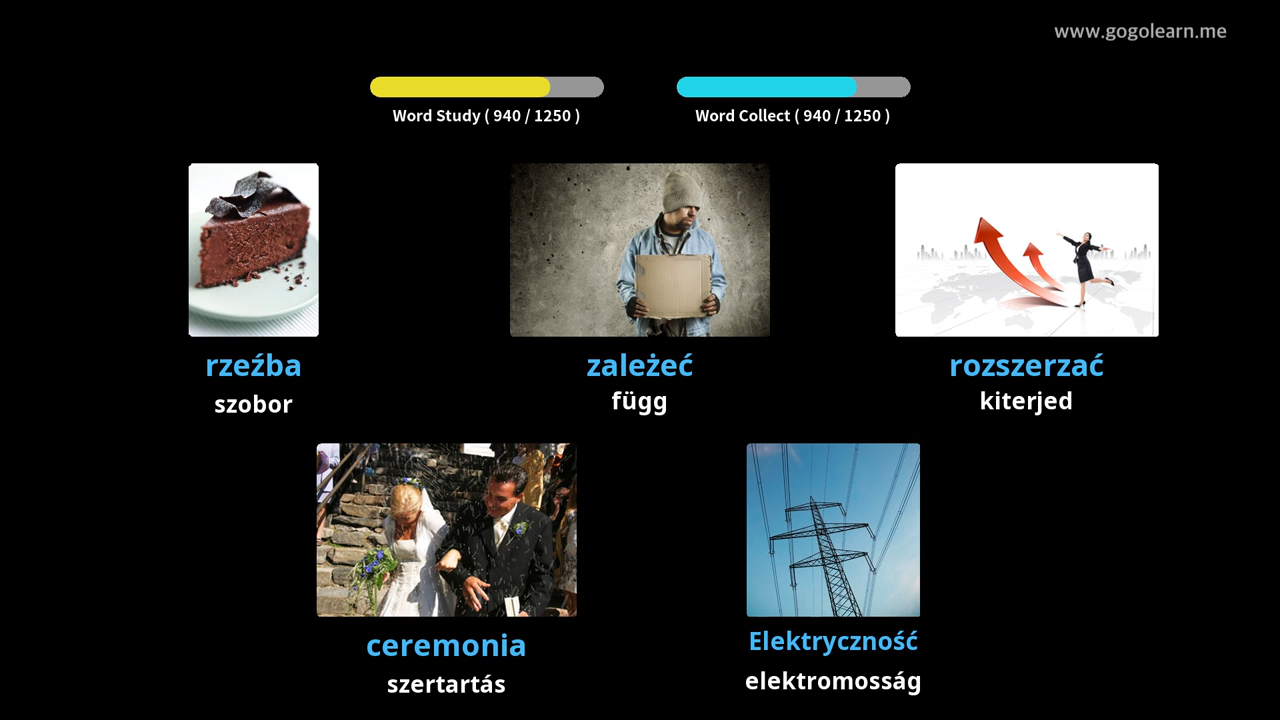 www.gogolearn.me
Word Study ( 940 / 1250 )
Word Collect ( 940 / 1250 )
rzeźba
szobor
zależeć
függ
rozszerzać
kiterjed
ceremonia
szertartás
Elektryczność
elektromosság